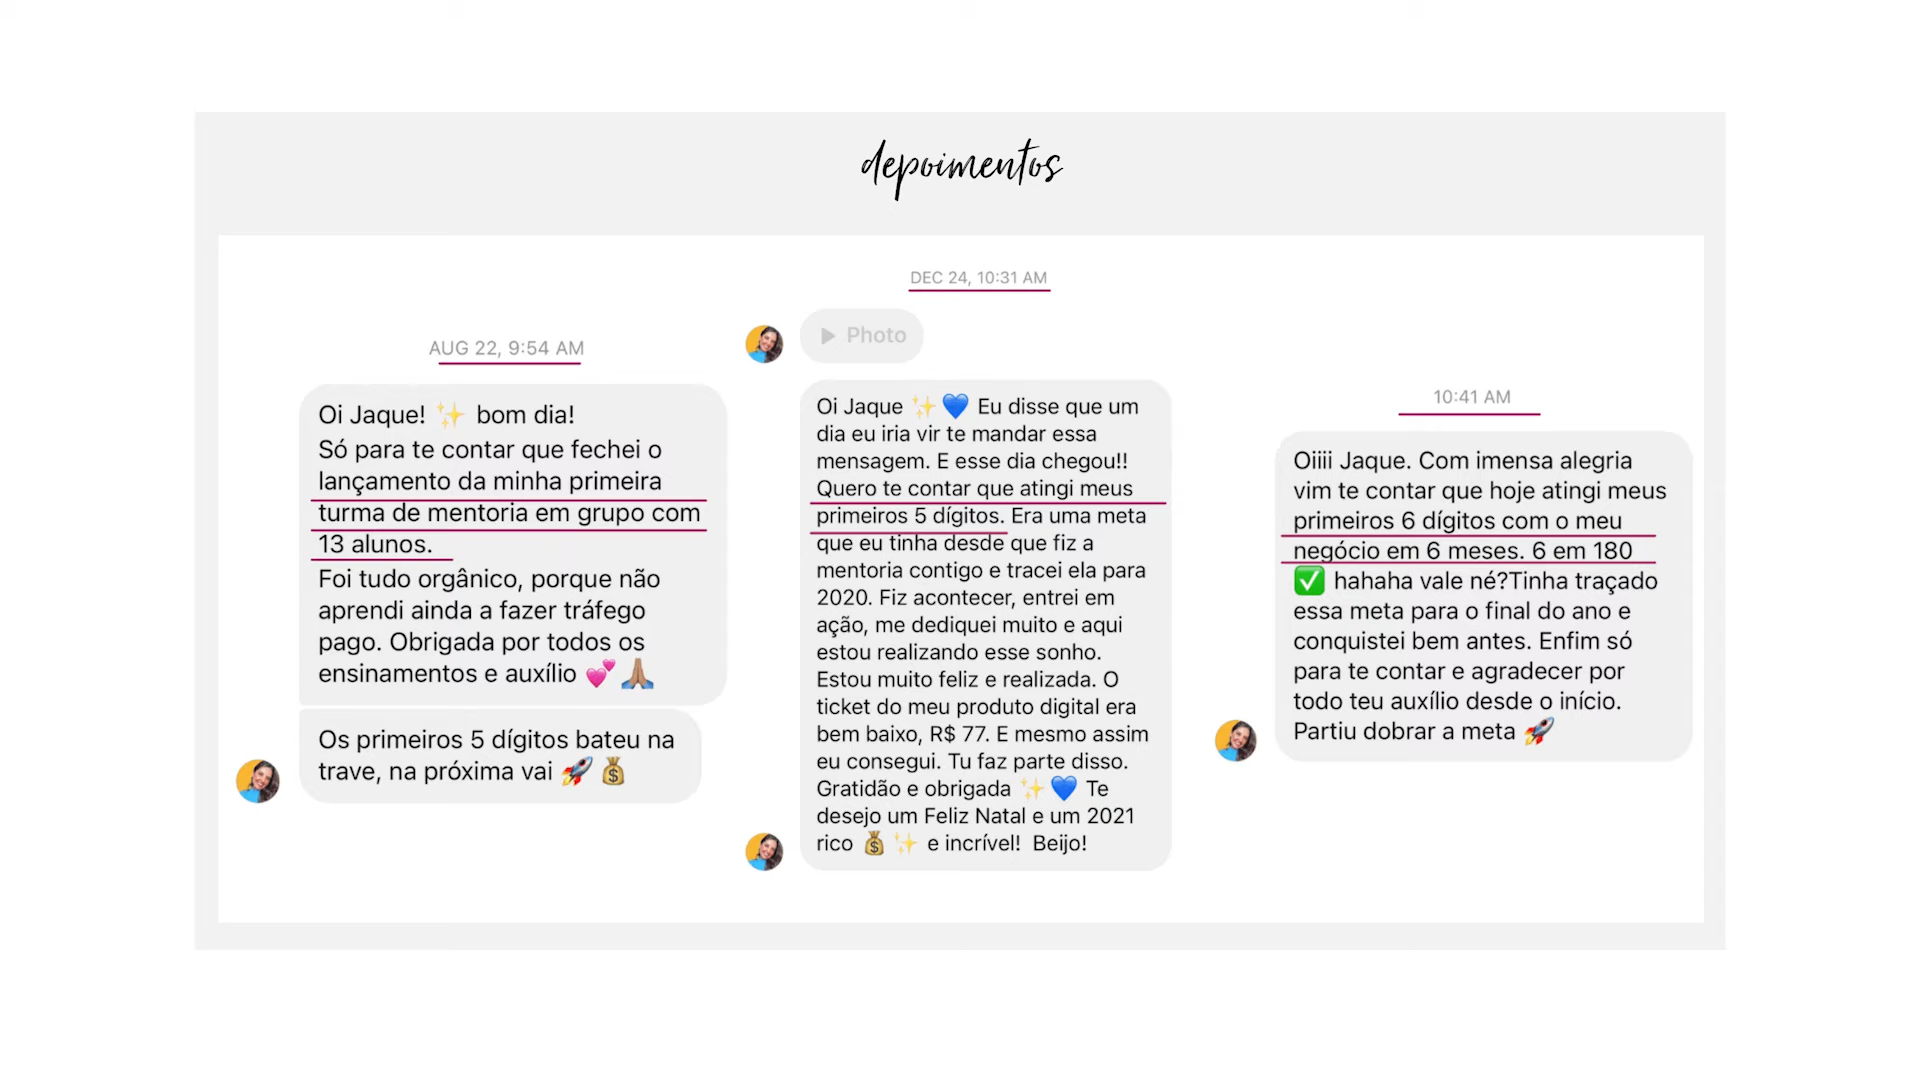 depoimentos
AUG 22, 9:54 AM
Oi Jaque! ✨ bom dia!
Só para te contar que fechei o
lançamento da minha primeira
turma de mentoria em grupo com
13 alunos.
Foi tudo orgânico, porque não
aprendi ainda a fazer tráfego
pago. Obrigada por todos os
ensinamentos e auxílio 💕🙏🏽
Os primeiros 5 dígitos bateu na
trave, na próxima vai 🚀💰
DEC 24, 10:31 AM
Photo
Oi Jaque ✨💙 Eu disse que um
dia eu iria vir te mandar essa
mensagem. E esse dia chegou!!
Quero te contar que atingi meus
primeiros 5 dígitos. Era uma meta
que eu tinha desde que fiz a
mentoria contigo e tracei ela para
2020. Fiz acontecer, entrei em
ação, me dediquei muito e aqui
estou realizando esse sonho.
Estou muito feliz e realizada. O
ticket do meu produto digital era
bem baixo, R$ 77. E mesmo assim
eu consegui. Tu faz parte disso.
Gratidão e obrigada ✨💙 Te
desejo um Feliz Natal e um 2021
rico 💰✨ e incrível! Beijo!
10:41 AM
Oiiii Jaque. Com imensa alegria
vim te contar que hoje atingi meus
primeiros 6 dígitos com o meu
negócio em 6 meses. 6 em 180
✅ hahaha vale né?Tinha traçado
essa meta para o final do ano e
conquistei bem antes. Enfim só
para te contar e agradecer por
todo teu auxílio desde o início.
Partiu dobrar a meta 🚀